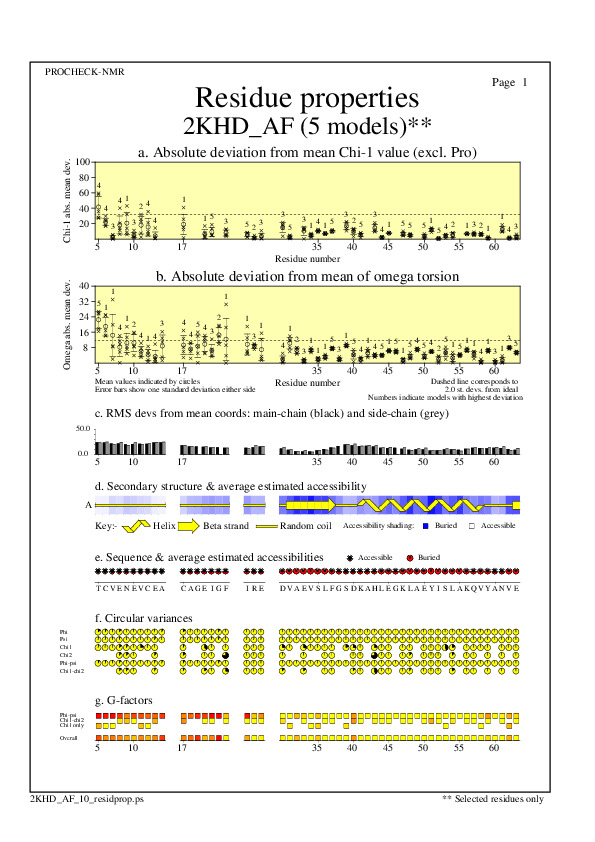 PROCHECK-NMR
Page 1
Residue properties
2KHD_AF (5 models)**
a. Absolute deviation from mean Chi-1 value (excl. Pro)
Chi-1 abs. mean dev.
100
80
60
40
20
5 17 35 40 45 50 55 60
Residue number
b. Absolute deviation from mean of omega torsion
Omega abs. mean dev.
40
32
24
16
8
5 17 35 40 45 50 55 60
Residue number
Mean values indicated by circles
Error bars show one standard deviation either side
Dashed line corresponds to
2.0 st. devs. from ideal
Numbers indicate models with highest deviation
c. RMS devs from mean coords: main-chain (black) and side-chain (grey)
50.0
0.0
5 17 35 40 45 50 55 60
d. Secondary structure & average estimated accessibility
A
Key:- Helix Beta strand Random coil Accessibility shading: Buried Accessible
e. Sequence & average estimated accessibilities Accessible Buried
T C V E N V C E A C A G E I G F I R E D V A E V S L F G S D K A H L E G K L A E Y I S L A K Q V Y A N V E
f. Circular variances
Phi
Psi
Chi1
Chi2
Phi-psi
Chi1-chi2
g. G-factors
Phi-psi
Chi1-chi2
Chi1 only
Overall
5 17 35 40 45 50 55 60
2KHD_AF_10_residprop.ps
** Selected residues only